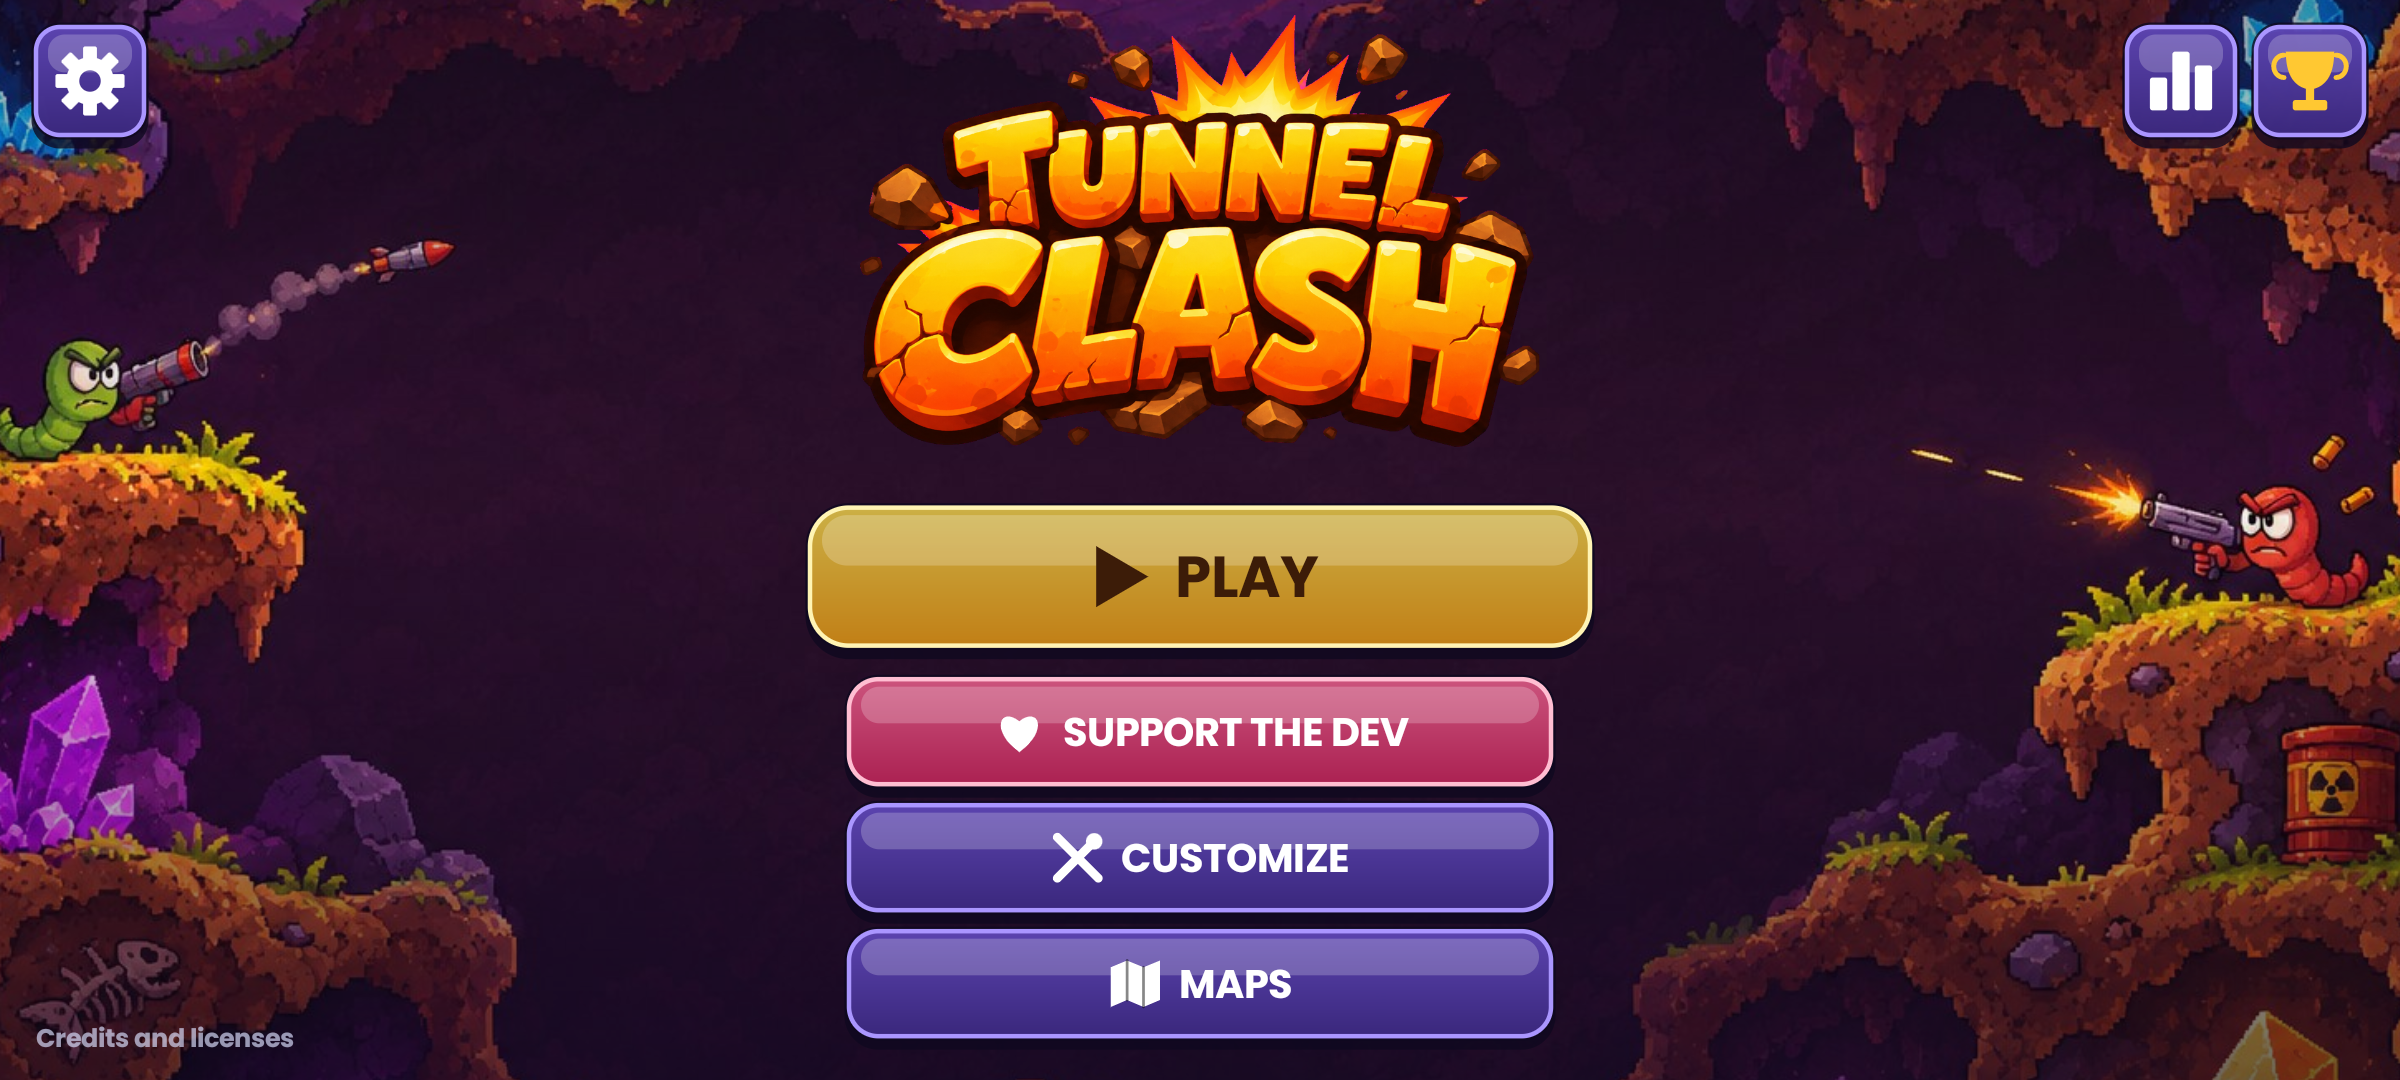 TUNNEL
CLASH
PLAY
SUPPORT THE DEV
CUSTOMIZE
MAPS
Credits and licenses